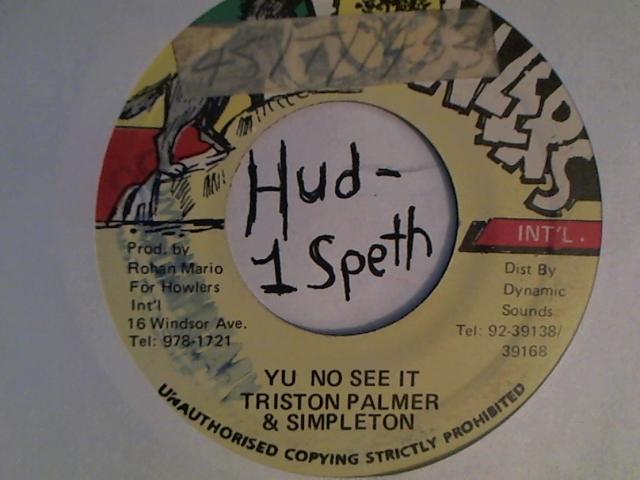 HOWLERS
INT'L.
Hud-
1 Speth
Prod. by
Rohan Mario
For Howlers
Int'l
16 Windsor Ave.
Tel: 978-1721
Dist By
Dynamic
Sounds
Tel: 92-39138/
39168
YU NO SEE IT
TRISTON PALMER
& SIMPLETON
UNAUTHORISED COPYING STRICTLY PROHIBITED